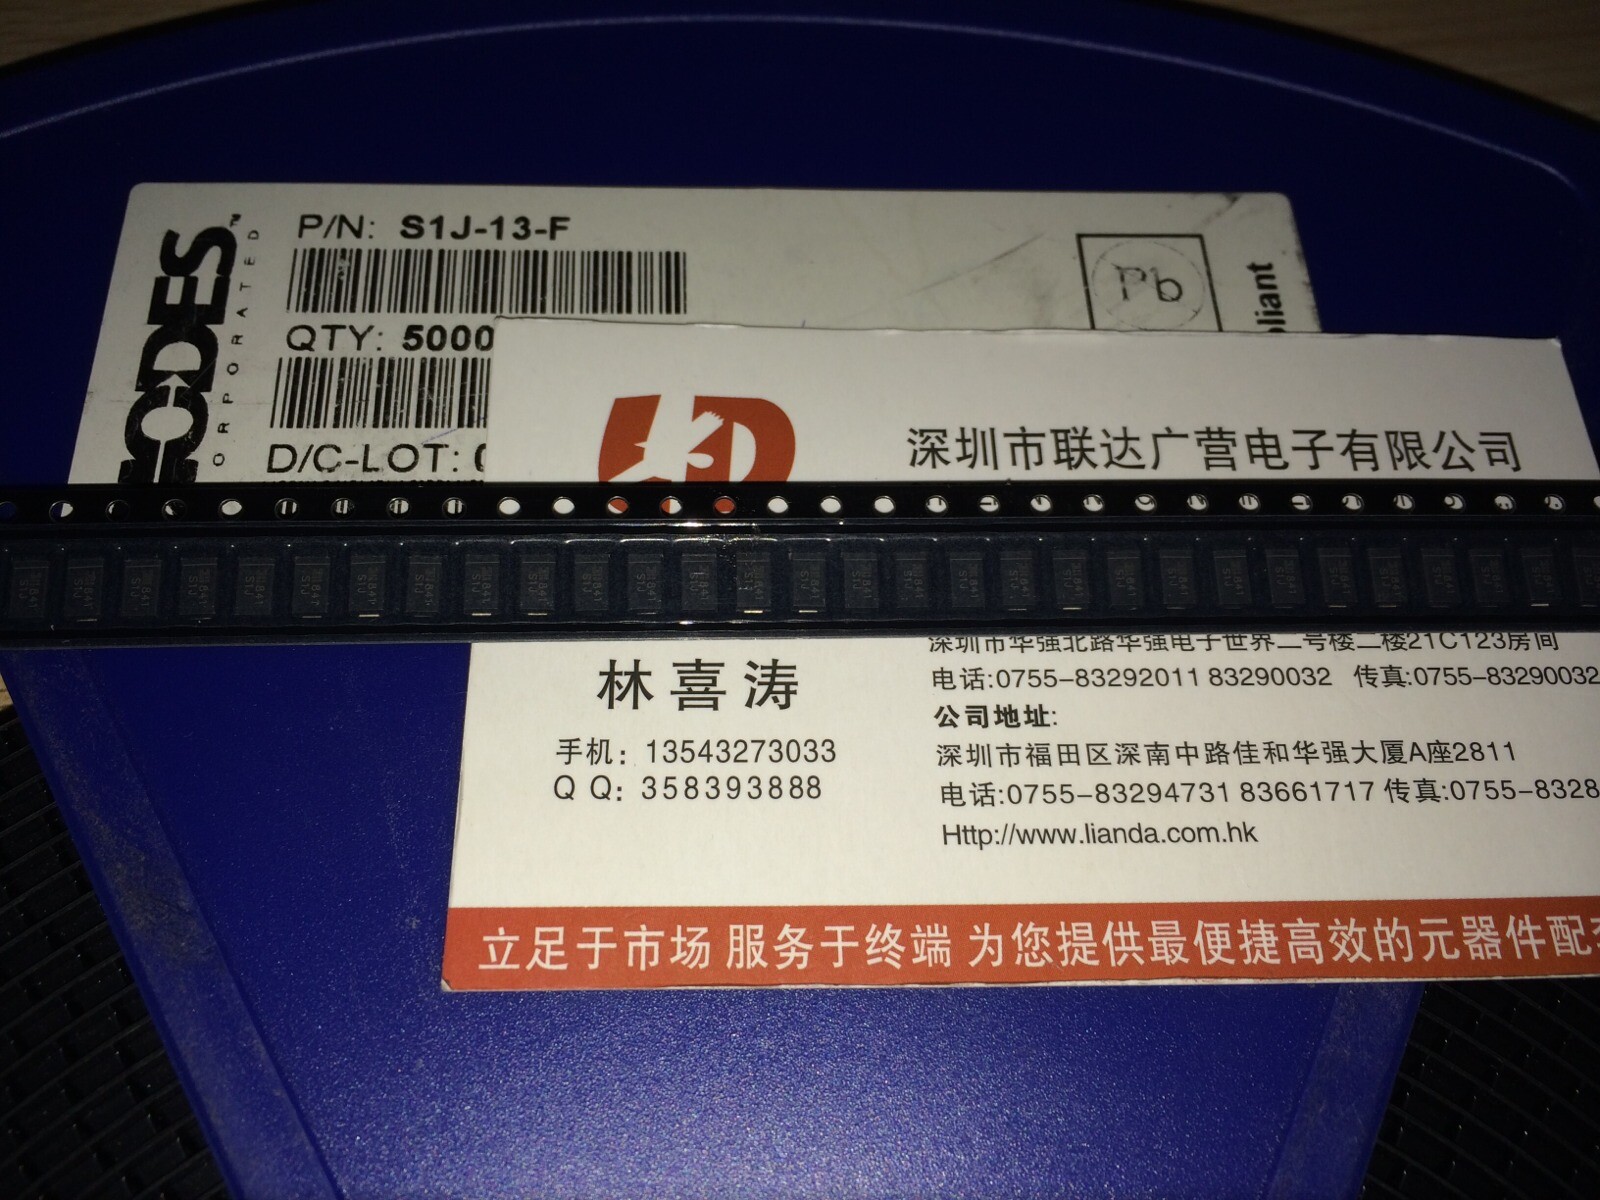 P/N: S1J-13-F
QTY: 5000
D/C-LOT:
ORPORATED
Pb
深圳市联达广营电子有限公司
深圳市华强北路华强电子世界二号楼二楼21C123房间
电话:0755-83292011 83290032 传真:0755-83290032
公司地址:
深圳市福田区深南中路佳和华强大厦A座2811
电话:0755-83294731 83661717 传真:0755-8328
Http://www.lianda.com.hk
林喜涛
手机: 13543273033
QQ: 358393888
立足于市场 服务于终端 为您提供最便捷高效的元器件配